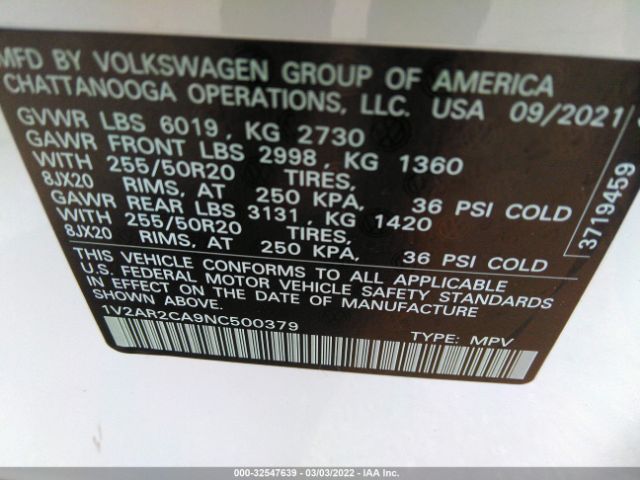 MFD BY VOLKSWAGEN GROUP OF AMERICA
CHATTANOOGA OPERATIONS, LLC. USA 09/2021
GVWR LBS 6019, KG 2730
GAWR FRONT LBS 2998, KG 1360
WITH 255/50R20 TIRES,
8JX20 RIMS, AT 250 KPA, 36 PSI COLD
GAWR REAR LBS 3131, KG 1420
WITH 255/50R20 TIRES,
8JX20 RIMS, AT 250 KPA, 36 PSI COLD
THIS VEHICLE CONFORMS TO ALL APPLICABLE
U.S. FEDERAL MOTOR VEHICLE SAFETY STANDARDS
IN EFFECT ON THE DATE OF MANUFACTURE
SHOWN ABOVE.
1V2AR2CA9NC500379 TYPE: MPV
3719459
000-32547639 - 03/03/2022 - IAA Inc.